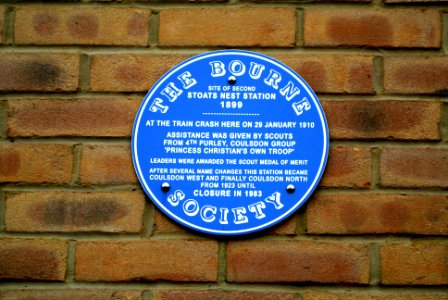 THE BOURNE
SITE OF SECOND
STOATS NEST STATION
1899
AT THE TRAIN CRASH HERE ON 29 JANUARY 1910
ASSISTANCE WAS GIVEN BY SCOUTS
FROM 4TH PURLEY, COULSDON GROUP
'PRINCESS CHRISTIAN'S OWN TROOP'
LEADERS WERE AWARDED THE SCOUT MEDAL OF MERIT
AFTER SEVERAL NAME CHANGES THIS STATION BECAME
COULSDON WEST AND FINALLY COULSDON NORTH
FROM 1923 UNTIL
CLOSURE IN 1983
SOCIETY